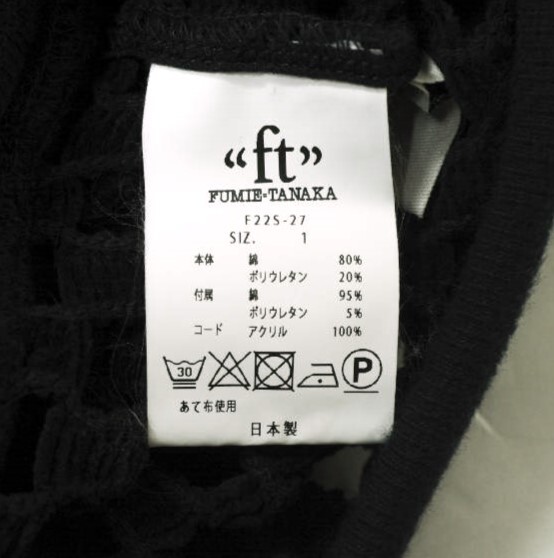 “ft”
FUMIE=TANAKA
F22S-27
SIZ. 1
本体 綿 80%
ポリウレタン 20%
付属 綿 95%
ポリウレタン 5%
コード アクリル 100%
30 P
あて布使用
日本製